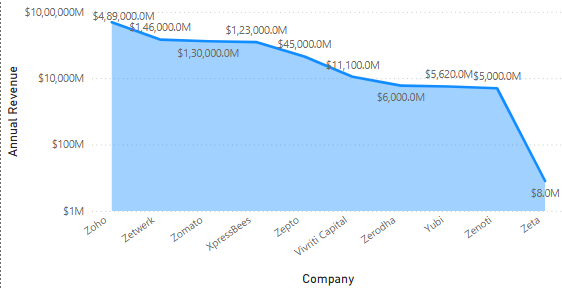 $10,00,000M
$4,89,000.0M
$1,46,000.0M
$1,30,000.0M
$1,23,000.0M
$45,000.0M
$11,100.0M
$6,000.0M
$5,620.0M
$5,000.0M
$8.0M
$10,000M
$100M
$1M
Annual Revenue
Zoho
Zetwerk
Zomato
XpressBees
Zepto
Vivriti Capital
Zerodha
Yubi
Zenoti
Zeta
Company